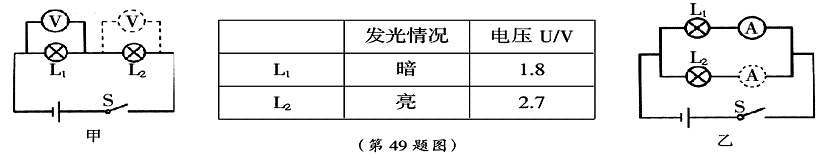 V V
L₁ L₂
S
甲
发光情况 电压 U/V
L₁ 暗 1.8
L₂ 亮 2.7
(第 49 题图)
L₁ A
L₂ A
S
乙